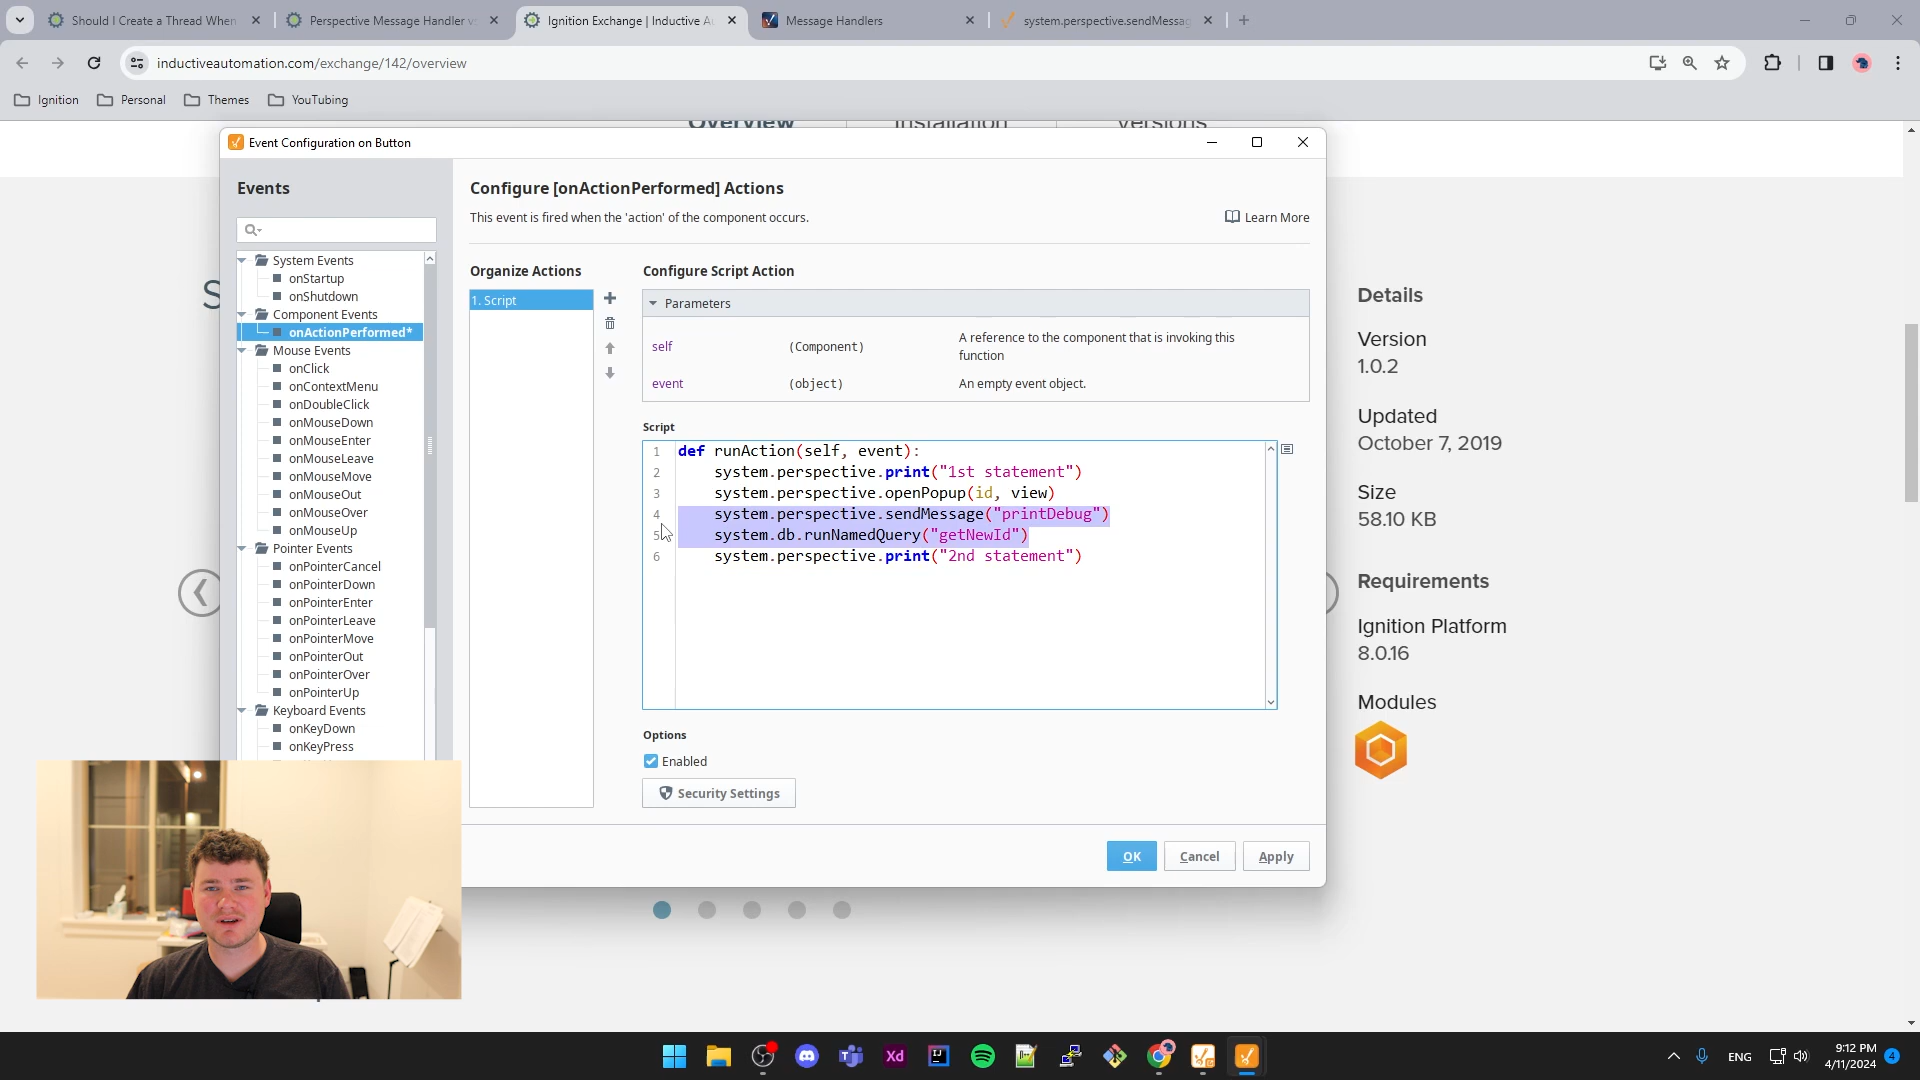 Should I Create a Thread When
Perspective Message Handler v
Ignition Exchange | Inductive A
Message Handlers
system.perspective.sendMessag
inductiveautomation.com/exchange/142/overview
Ignition
Personal
Themes
YouTubing
Overview
Installation
Versions
Event Configuration on Button
Events
Configure [onActionPerformed] Actions
This event is fired when the 'action' of the component occurs.
Learn More
System Events
onStartup
onShutdown
Component Events
onActionPerformed*
Mouse Events
onClick
onContextMenu
onDoubleClick
onMouseDown
onMouseEnter
onMouseLeave
onMouseMove
onMouseOut
onMouseOver
onMouseUp
Pointer Events
onPointerCancel
onPointerDown
onPointerEnter
onPointerLeave
onPointerMove
onPointerOut
onPointerOver
onPointerUp
Keyboard Events
onKeyDown
onKeyPress
Organize Actions
1. Script
Configure Script Action
Parameters
self (Component) A reference to the component that is invoking this
function
event (object) An empty event object.
Script
1 def runAction(self, event):
2 system.perspective.print("1st statement")
3 system.perspective.openPopup(id, view)
4 system.perspective.sendMessage("printDebug")
5 system.db.runNamedQuery("getNewId")
6 system.perspective.print("2nd statement")
Options
Enabled
Security Settings
OK
Cancel
Apply
S
Details
Version
1.0.2
Updated
October 7, 2019
Size
58.10 KB
Requirements
Ignition Platform
8.0.16
Modules
Xd
IJ
ENG
9:12 PM
4/11/2024
4